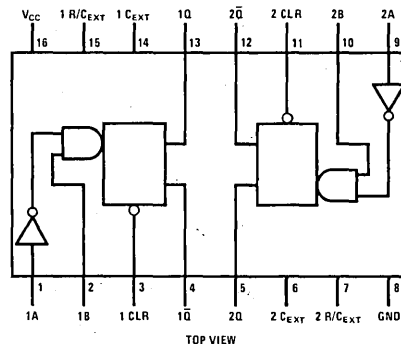 VCC 1 R/CEXT 1 CEXT 1Q 2Q̅ 2 CLR 2B 2A
16 15 14 13 12 11 10 9
1 2 3 4 5 6 7 8
1A 1B 1 CLR 1Q̅ 2Q 2 CEXT 2 R/CEXT GND
TOP VIEW